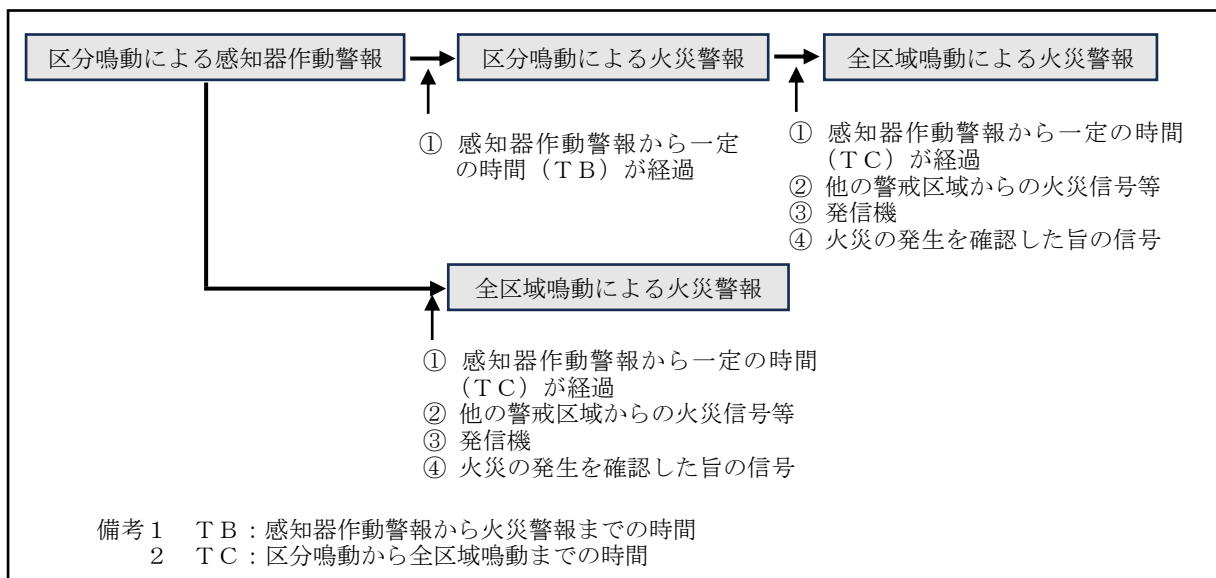 区分鳴動による感知器作動警報
区分鳴動による火災警報
全区域鳴動による火災警報
① 感知器作動警報から一定
の時間（ＴＢ）が経過
① 感知器作動警報から一定の時間
（ＴＣ）が経過
② 他の警戒区域からの火災信号等
③ 発信機
④ 火災の発生を確認した旨の信号
全区域鳴動による火災警報
① 感知器作動警報から一定の時間
（ＴＣ）が経過
② 他の警戒区域からの火災信号等
③ 発信機
④ 火災の発生を確認した旨の信号
備考１　ＴＢ：感知器作動警報から火災警報までの時間
２　ＴＣ：区分鳴動から全区域鳴動までの時間